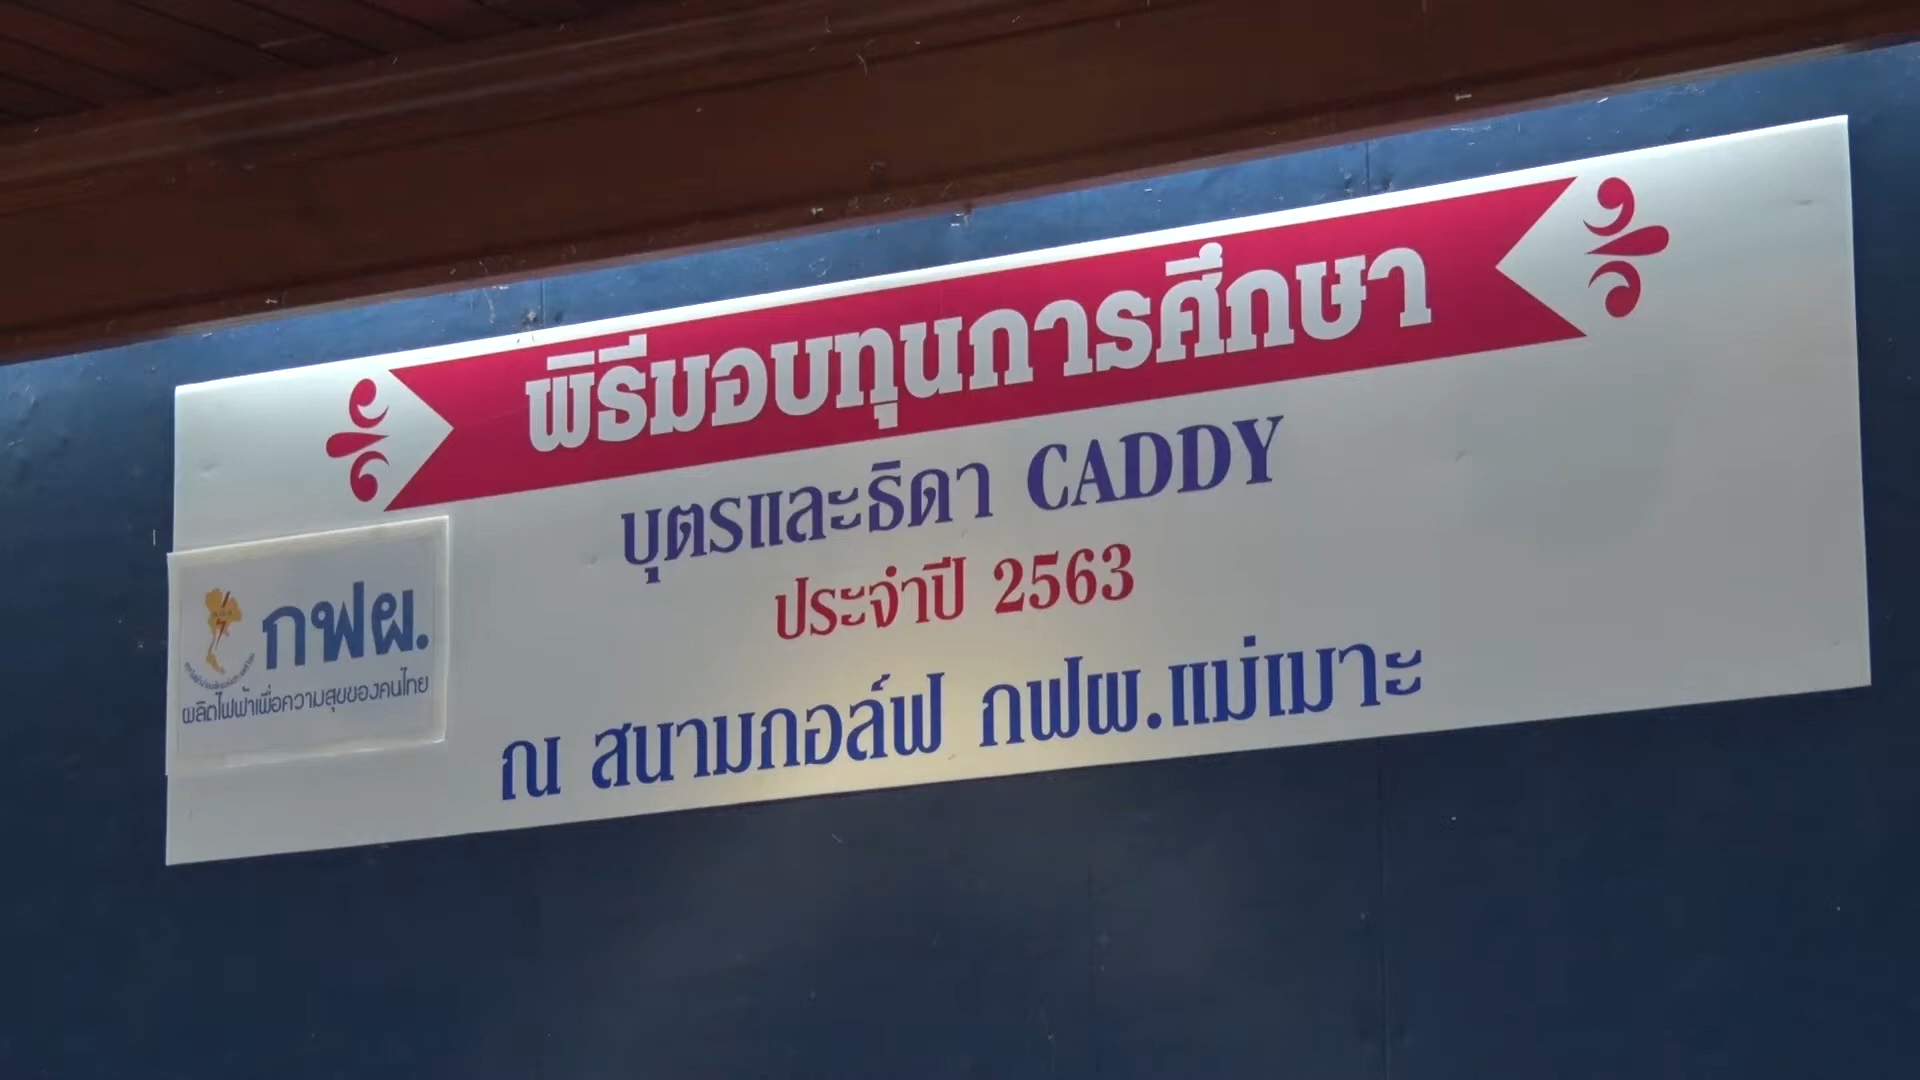 พิธีมอบทุนการศึกษา
บุตรและธิดา CADDY
ประจำปี 2563
ณ สนามกอล์ฟ กฟผ.แม่เมาะ
กฟผ.
ผลิตไฟฟ้าเพื่อความสุขของคนไทย